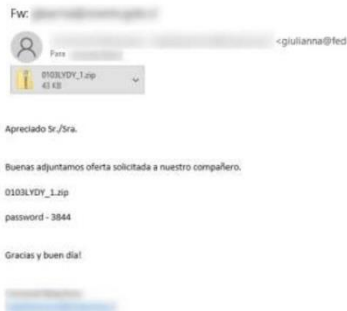 Fw:
<giulianna@fed
Para
0103LYDY_1.zip
43 KB
Apreciado Sr./Sra.
Buenas adjuntamos oferta solicitada a nuestro compañero.
0103LYDY_1.zip
password - 3844
Gracias y buen día!